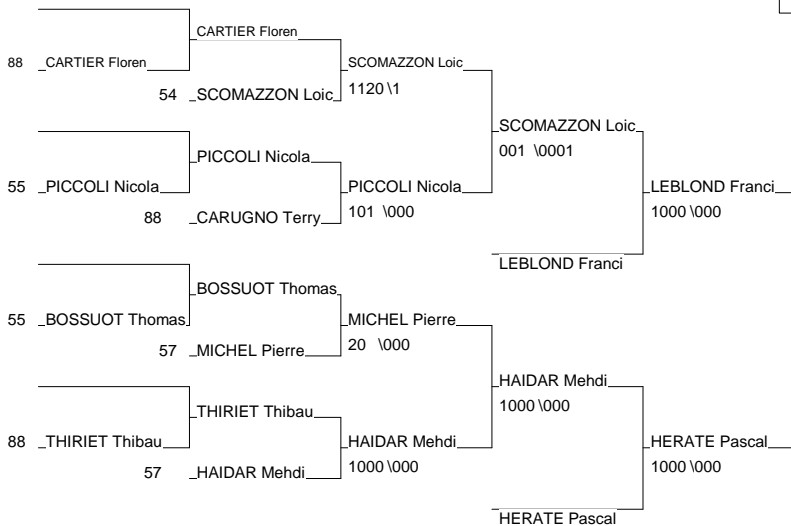 CARTIER Floren
88 CARTIER Floren SCOMAZZON Loic
54 SCOMAZZON Loic 1120 \1
SCOMAZZON Loic
001 \0001
PICCOLI Nicola
55 PICCOLI Nicola PICCOLI Nicola LEBLOND Franci
88 CARUGNO Terry 101 \000 1000 \000
LEBLOND Franci
BOSSUOT Thomas
55 BOSSUOT Thomas MICHEL Pierre
57 MICHEL Pierre 20 \000
HAIDAR Mehdi
1000 \000
THIRIET Thibau
88 THIRIET Thibau HAIDAR Mehdi HERATE Pascal
57 HAIDAR Mehdi 1000 \000 1000 \000
HERATE Pascal